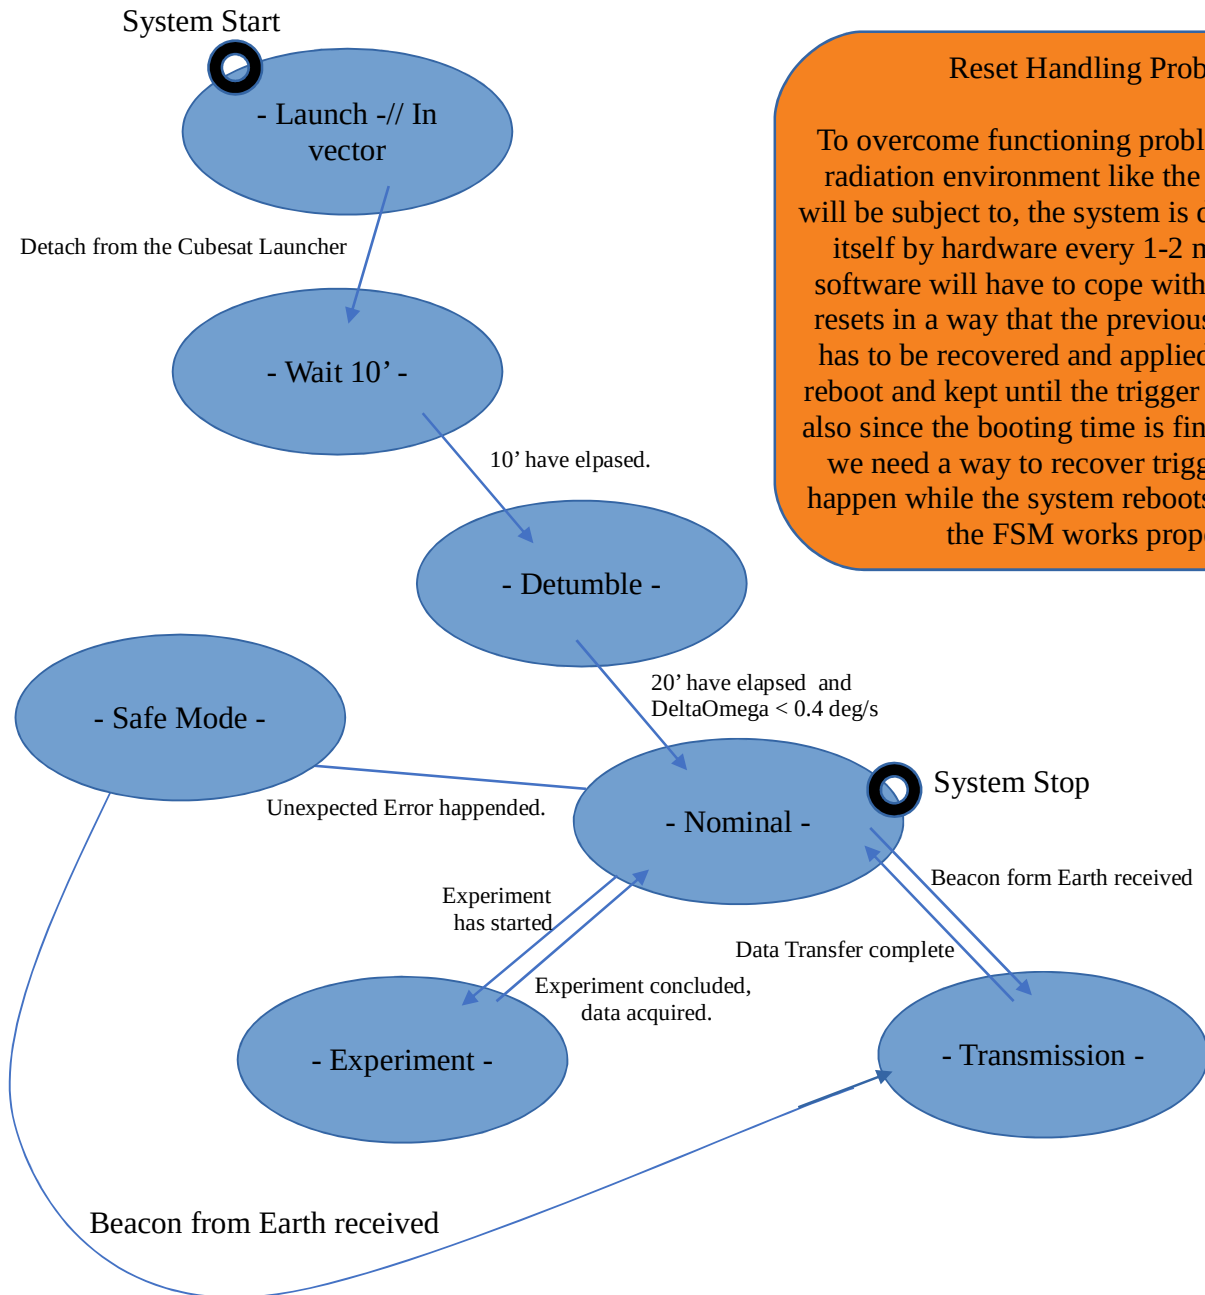 System Start
- Launch -// In
vector
Detach from the Cubesat Launcher
- Wait 10’ -
10’ have elpased.
- Detumble -
20’ have elapsed  and
DeltaOmega < 0.4 deg/s
- Safe Mode -
Unexpected Error happended.
- Nominal -
System Stop
Experiment
has started
Experiment concluded,
data acquired.
Beacon form Earth received
Data Transfer complete
- Experiment -
- Transmission -
Beacon from Earth received
Reset Handling
To overcome functioning
radiation environment like the
will be subject to, the system is
itself by hardware every 1-2
software will have to cope with
resets in a way that the previous
has to be recovered and applied
reboot and kept until the trigger
also since the booting time is
we need a way to recover
happen while the system reboots
the FSM works